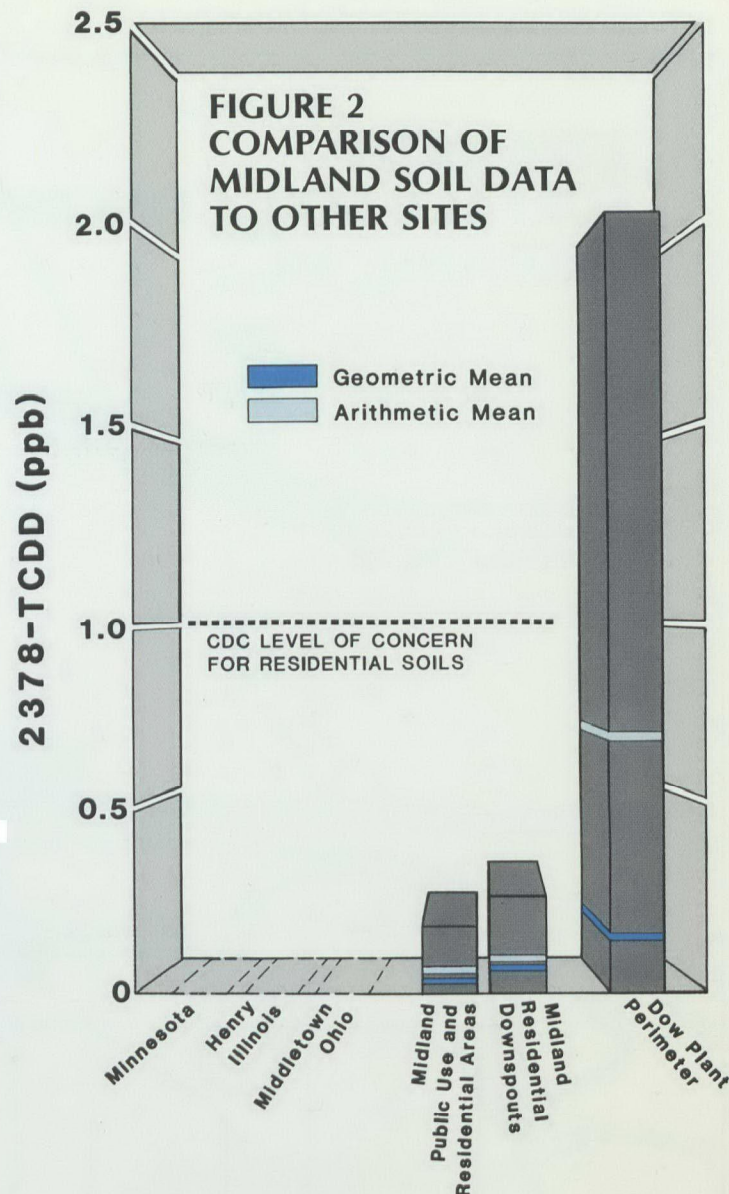 2.5
2.0
1.5
1.0
0.5
0
2378-TCDD (ppb)
FIGURE 2
COMPARISON OF
MIDLAND SOIL DATA
TO OTHER SITES
Geometric Mean
Arithmetic Mean
CDC LEVEL OF CONCERN
FOR RESIDENTIAL SOILS
Minnesota
Henry
Illinois
Middletown
Ohio
Midland
Public Use and
Residential Areas
Midland
Residential
Downspouts
Dow Plant
Perimeter